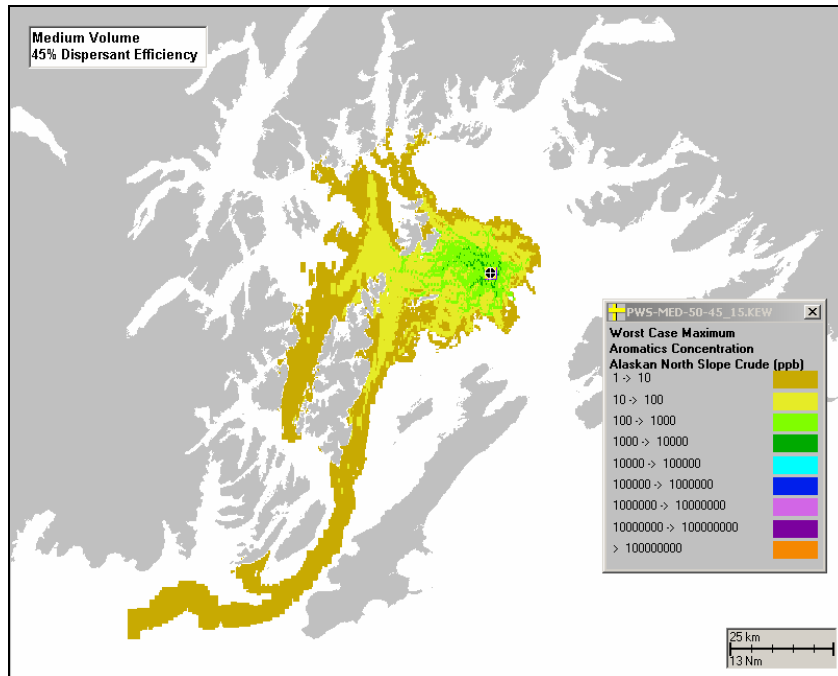 Medium Volume
45% Dispersant Efficiency
PWS-MED-50-45_15.KEW
Worst Case Maximum
Aromatics Concentration
Alaskan North Slope Crude (ppb)
1 -> 10
10 -> 100
100 -> 1000
1000 -> 10000
10000 -> 100000
100000 -> 1000000
1000000 -> 10000000
10000000 -> 100000000
> 100000000
25 km
13 Nm